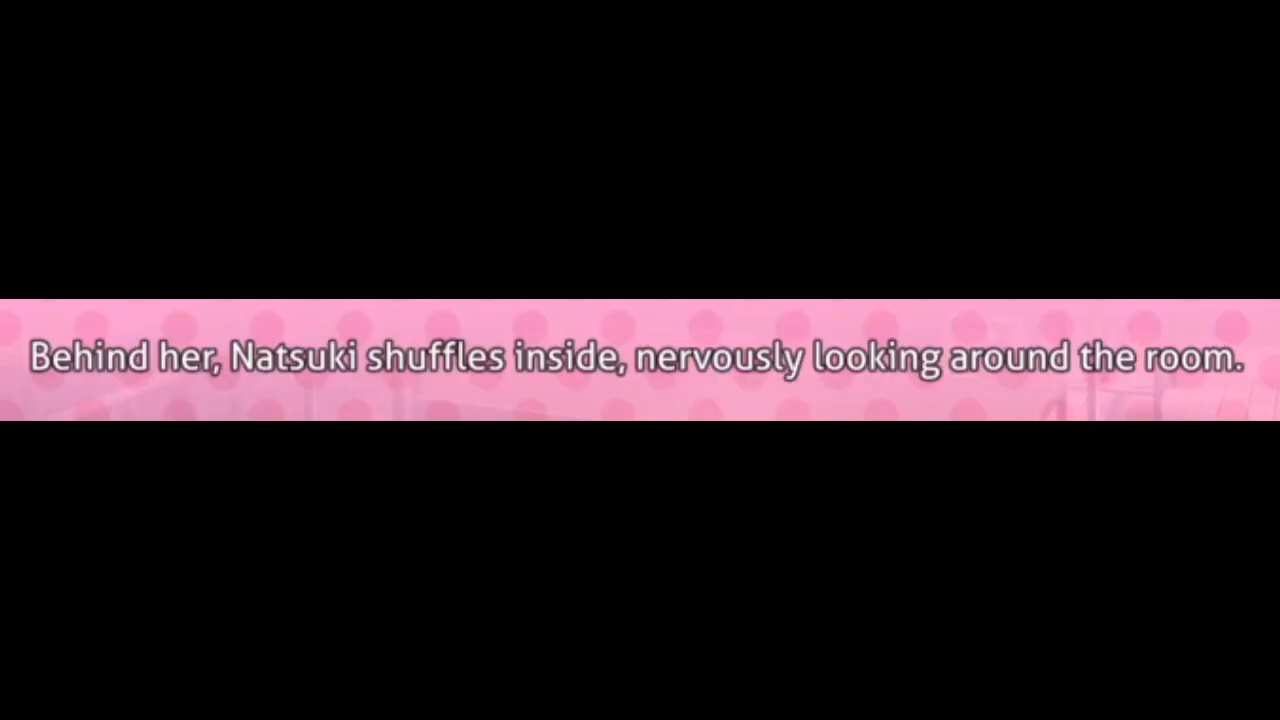 Behind her, Natsuki shuffles inside, nervously looking around the room.